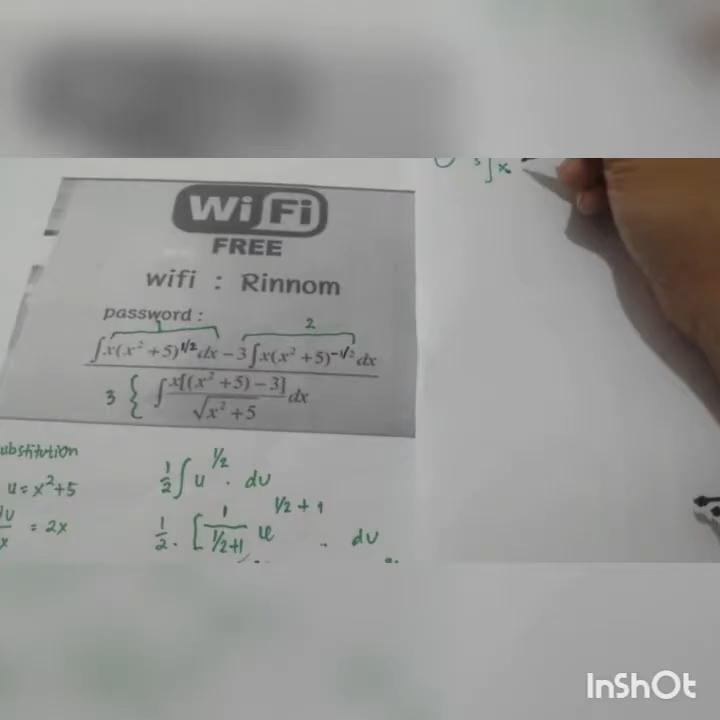 WiFi
FREE
wifi : Rinnom
password :
1 2
∫x(x² + 5)^1/2 dx − 3∫x(x² + 5)^−1/2 dx
3 { ∫ x[(x² + 5) − 3] / √x² + 5 dx
ubstitution
u = x² + 5
du/x = 2x
1/2 ∫ u^1/2 . du
1/2 . [ 1/(1/2+1) u^1/2 + 1 . du
3 ∫ x
InShOt